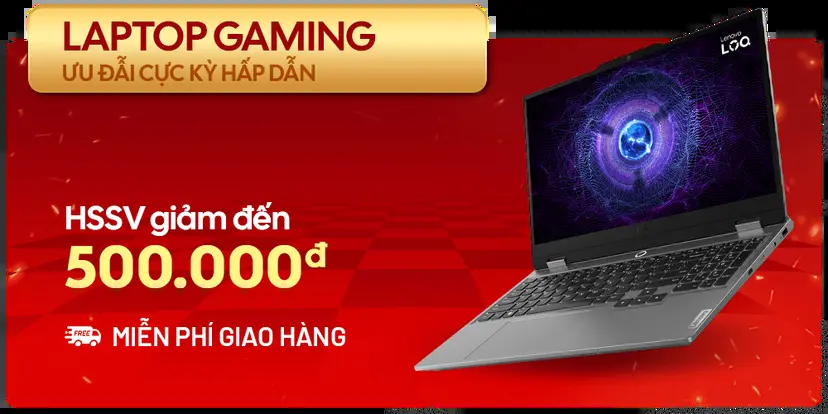 LAPTOP GAMING
ƯU ĐÃI CỰC KỲ HẤP DẪN
Lenovo
LOQ
HSSV giảm đến
500.000đ
FREE
MIỄN PHÍ GIAO HÀNG